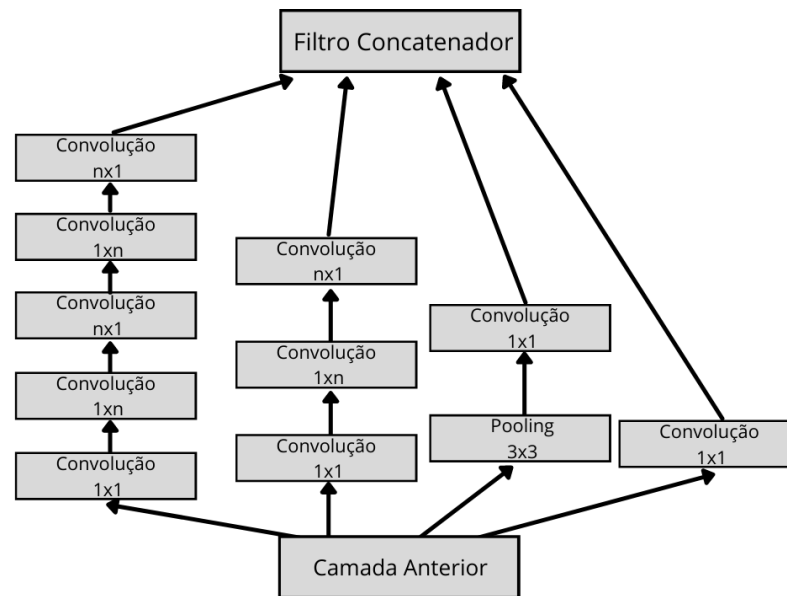 Filtro Concatenador
Convolução
nx1
Convolução
1xn
Convolução
nx1
Convolução
1xn
Convolução
1x1
Convolução
nx1
Convolução
1xn
Convolução
1x1
Convolução
1x1
Pooling
3x3
Convolução
1x1
Camada Anterior